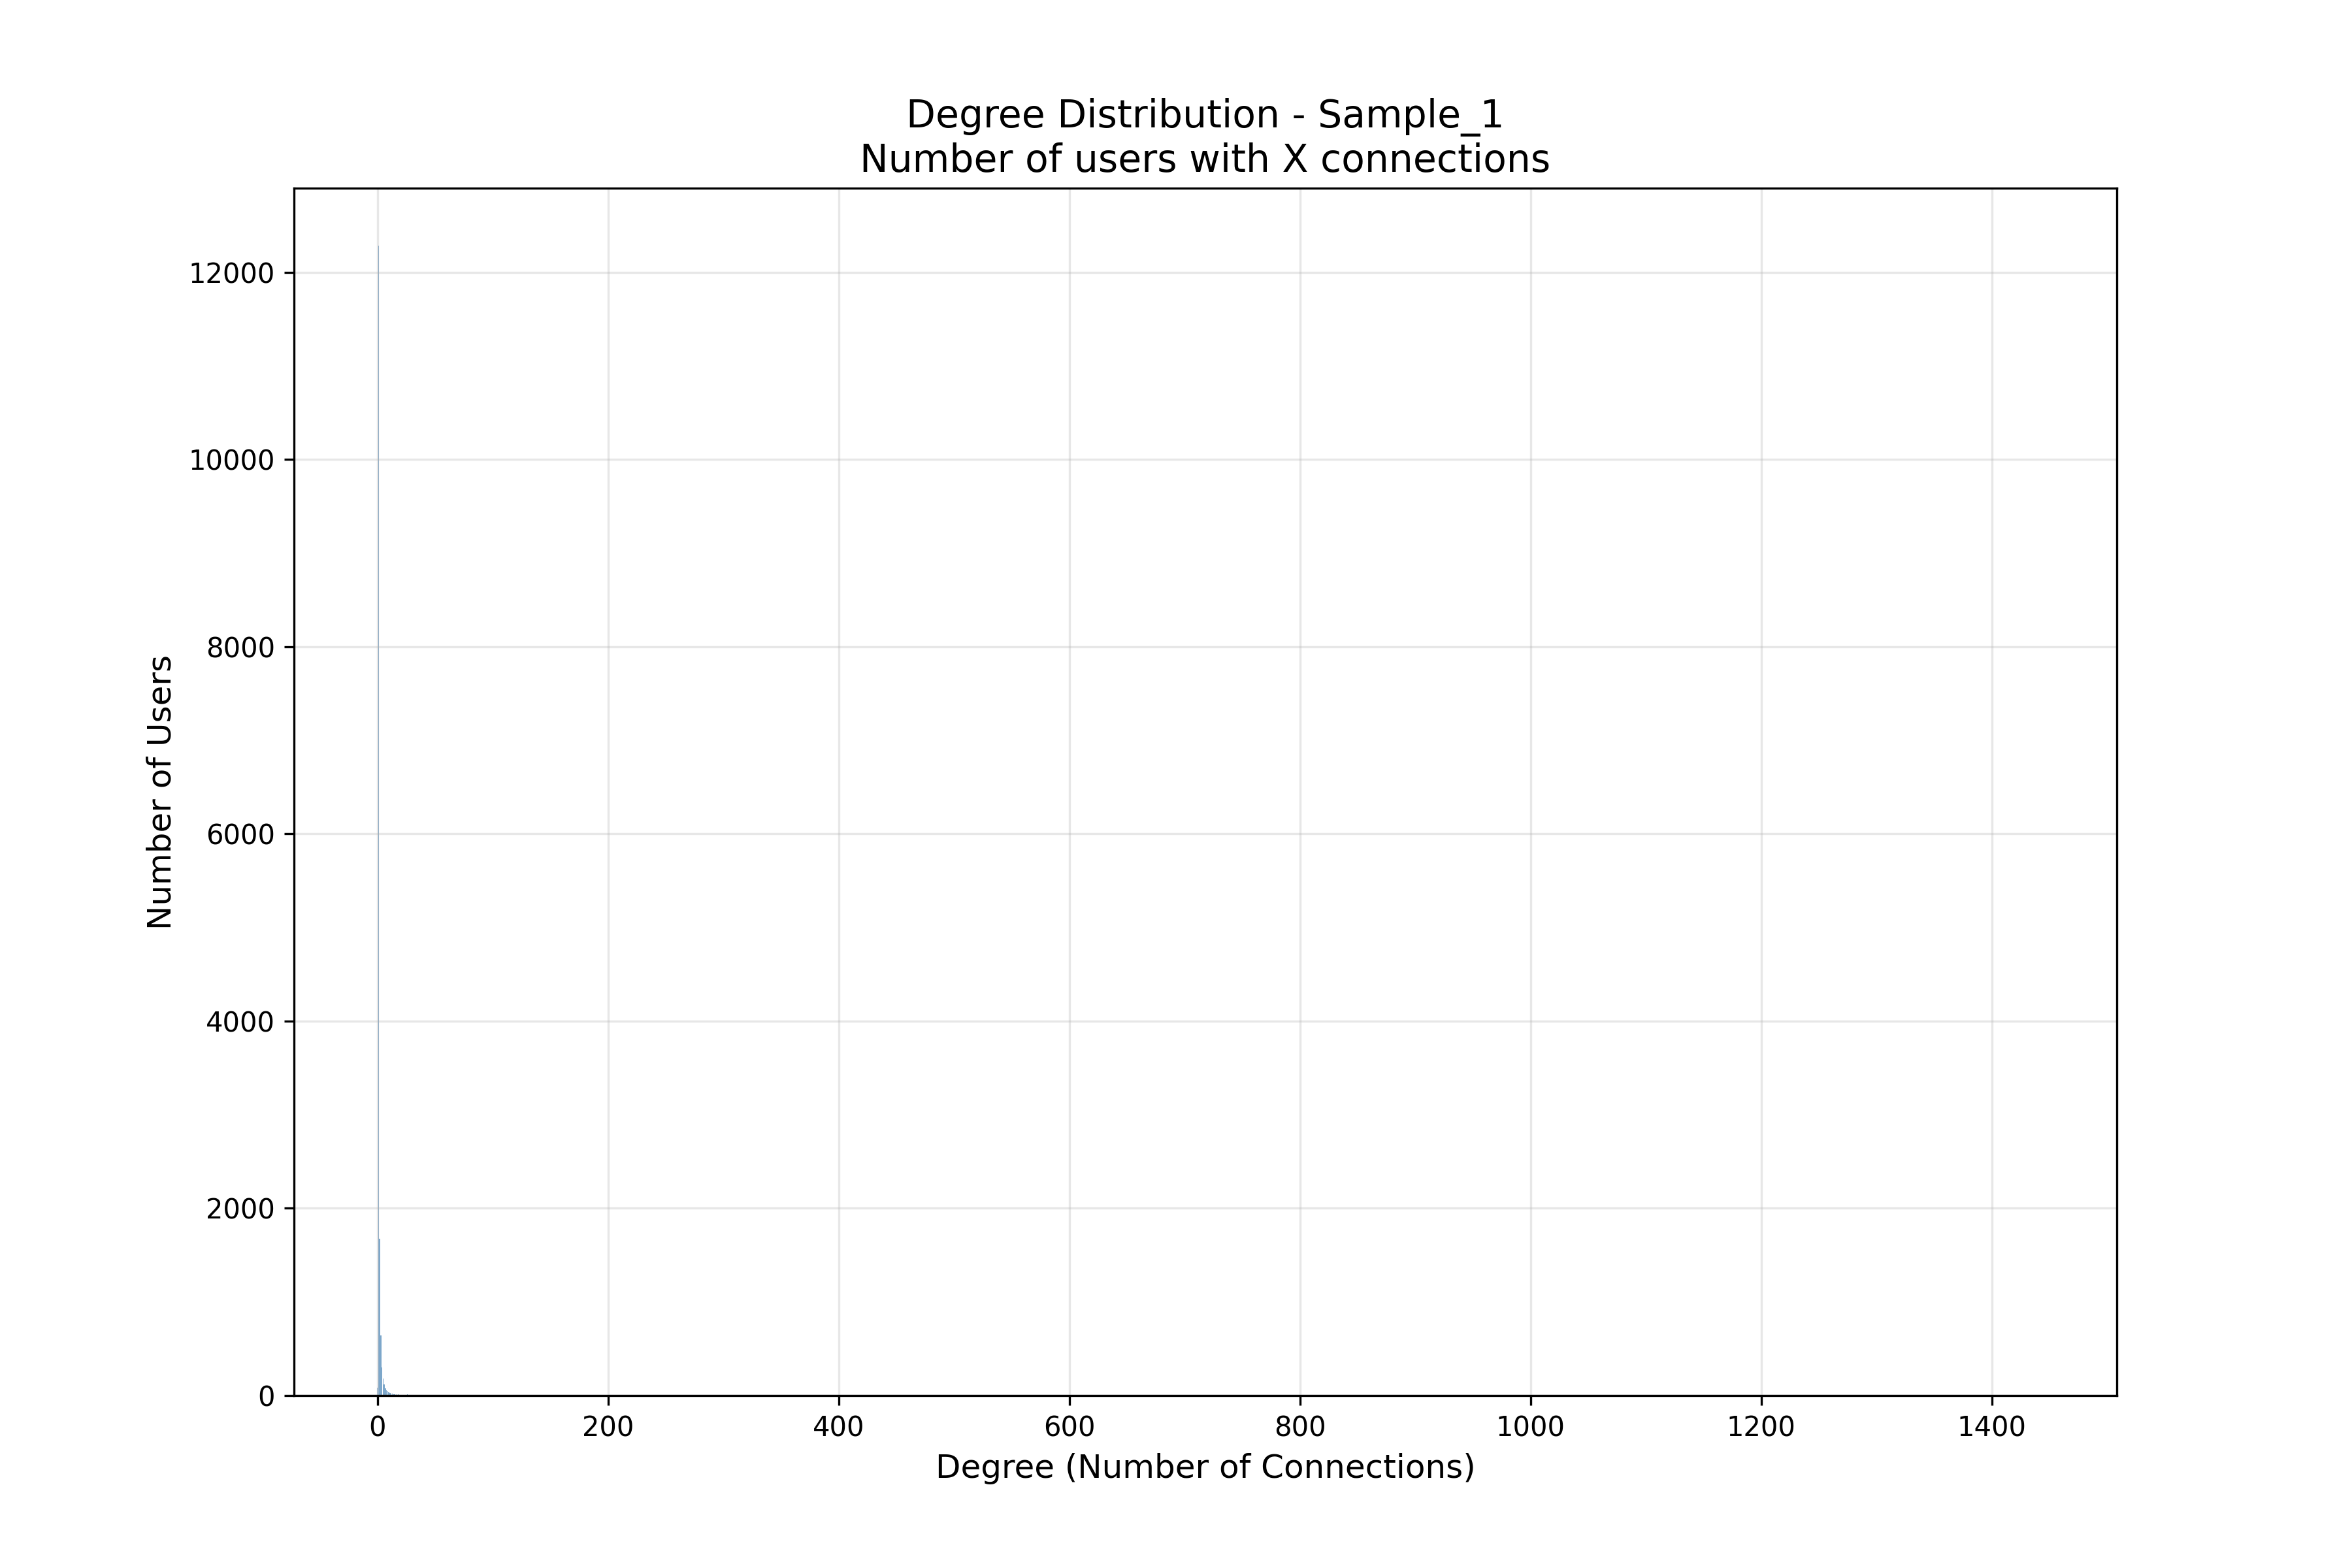 Degree Distribution - Sample_1
Number of users with X connections
Number of Users
12000
10000
8000
6000
4000
2000
0
0 200 400 600 800 1000 1200 1400
Degree (Number of Connections)